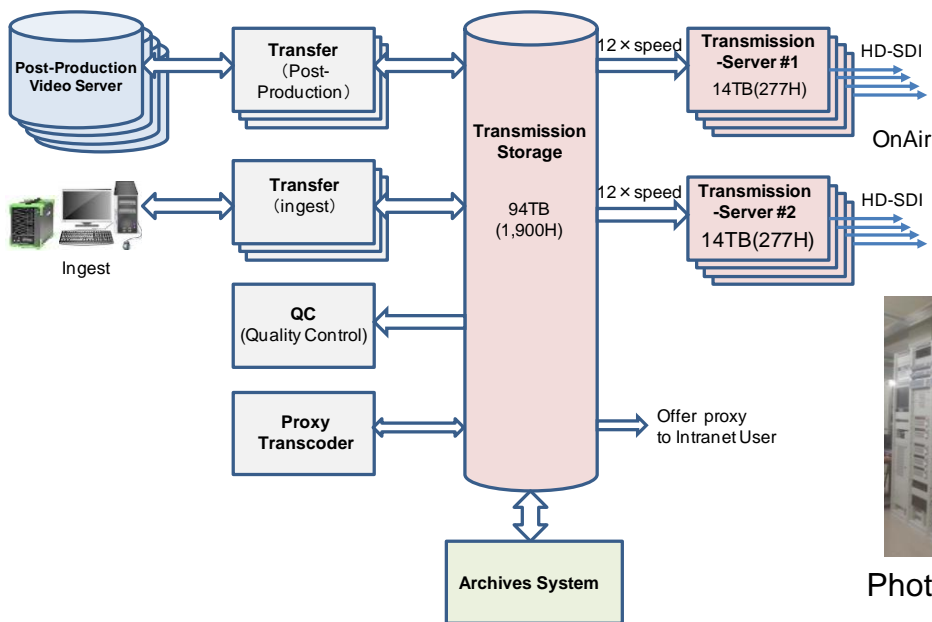 Post-Production
Video Server
Transfer
（Post-
Production）
Transmission
Storage
94TB
(1,900H)
12×speed
Transmission
-Server #1
14TB(277H)
HD-SDI
OnAir
Ingest
Transfer
(ingest)
12×speed
Transmission
-Server #2
14TB(277H)
HD-SDI
QC
(Quality Control)
Proxy
Transcoder
Offer proxy
to Intranet User
Archives System
Phot